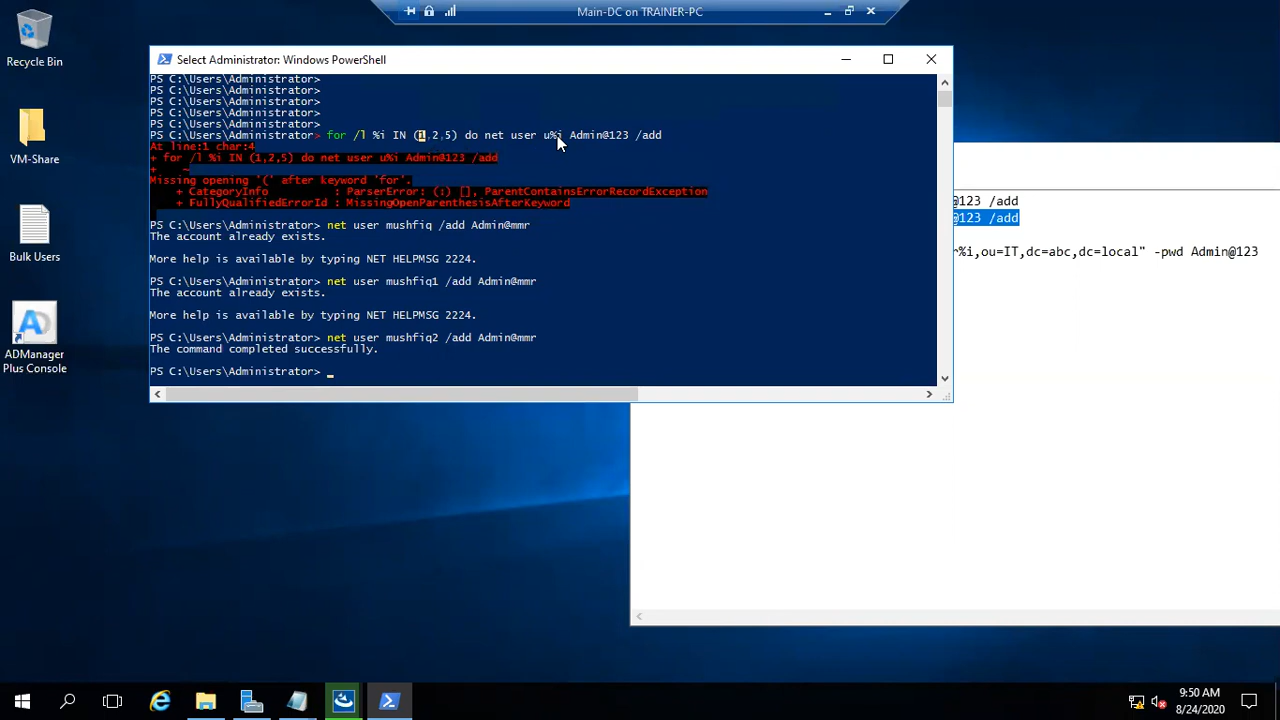 Main-DC on TRAINER-PC
Recycle Bin
VM-Share
Bulk Users
ADManager
Plus Console
Select Administrator: Windows PowerShell
PS C:\Users\Administrator>
PS C:\Users\Administrator>
PS C:\Users\Administrator>
PS C:\Users\Administrator>
PS C:\Users\Administrator>
PS C:\Users\Administrator> for /l %i IN (1,2,5) do net user u%i Admin@123 /add
At line:1 char:4
+ for /l %i IN (1,2,5) do net user u%i Admin@123 /add
+    ~
Missing opening '(' after keyword 'for'.
    + CategoryInfo          : ParserError: (:) [], ParentContainsErrorRecordException
    + FullyQualifiedErrorId : MissingOpenParenthesisAfterKeyword
PS C:\Users\Administrator> net user mushfiq /add Admin@mmr
The account already exists.
More help is available by typing NET HELPMSG 2224.
PS C:\Users\Administrator> net user mushfiq1 /add Admin@mmr
The account already exists.
More help is available by typing NET HELPMSG 2224.
PS C:\Users\Administrator> net user mushfiq2 /add Admin@mmr
The command completed successfully.
PS C:\Users\Administrator> _
@123 /add
@123 /add
r%i,ou=IT,dc=abc,dc=local" -pwd Admin@123
9:50 AM
8/24/2020